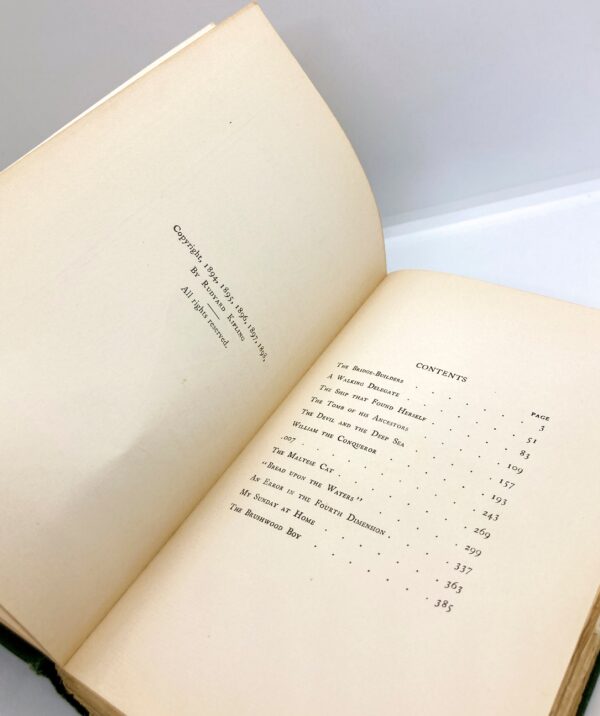 Copyright, 1894, 1895, 1896, 1897, 1898,
By Rudyard Kipling
All rights reserved.
CONTENTS
PAGE
The Bridge-Builders 3
A Walking Delegate 51
The Ship that Found Herself 83
The Tomb of his Ancestors 109
The Devil and the Deep Sea 157
William the Conqueror 193
.007 243
The Maltese Cat 269
"Bread upon the Waters" 299
An Error in the Fourth Dimension 337
My Sunday at Home 363
The Brushwood Boy 385